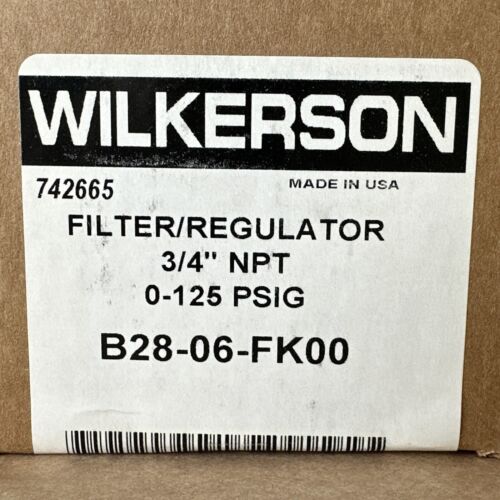 WILKERSON
742665 MADE IN USA
FILTER/REGULATOR
3/4" NPT
0-125 PSIG
B28-06-FK00